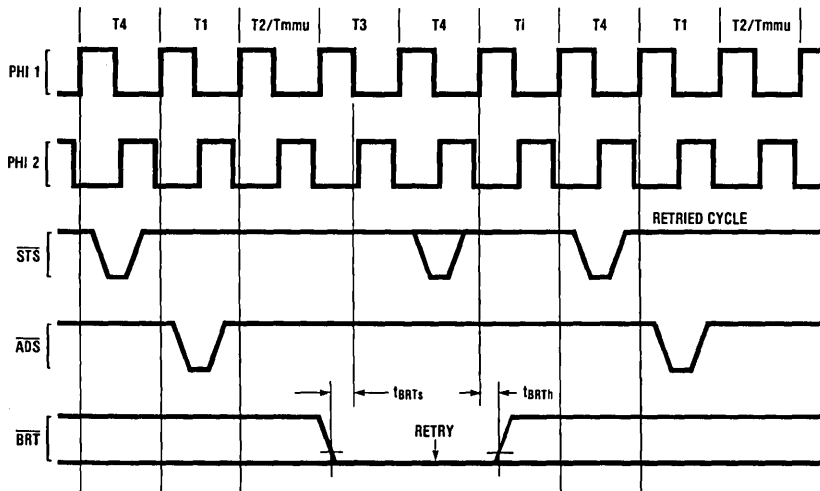 T4 T1 T2/Tmmu T3 T4 Ti T4 T1 T2/Tmmu
PHI 1
PHI 2
RETRIED CYCLE
STS
ADS
tBRTs tBRTh
RETRY
BRT